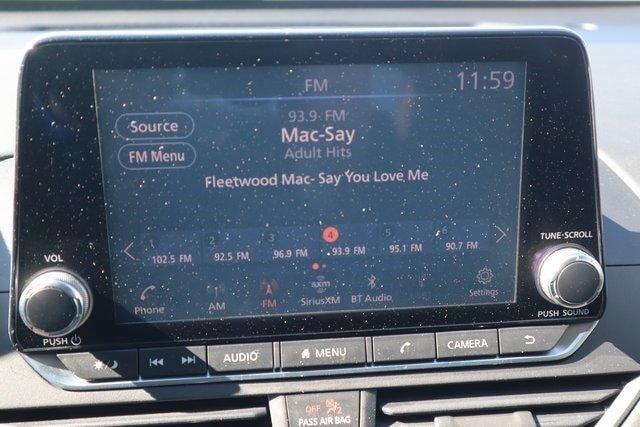 FM
11:59
93.9 FM
Mac-Say
Adult Hits
Source
FM Menu
Fleetwood Mac- Say You Love Me
1 2 3 4 5 6
102.5 FM 92.5 FM 96.9 FM 93.9 FM 95.1 FM 90.7 FM
Phone AM FM sxm SiriusXM BT Audio Settings
VOL
PUSH
TUNE·SCROLL
PUSH SOUND
AUDIO MENU CAMERA
OFF
PASS AIR BAG